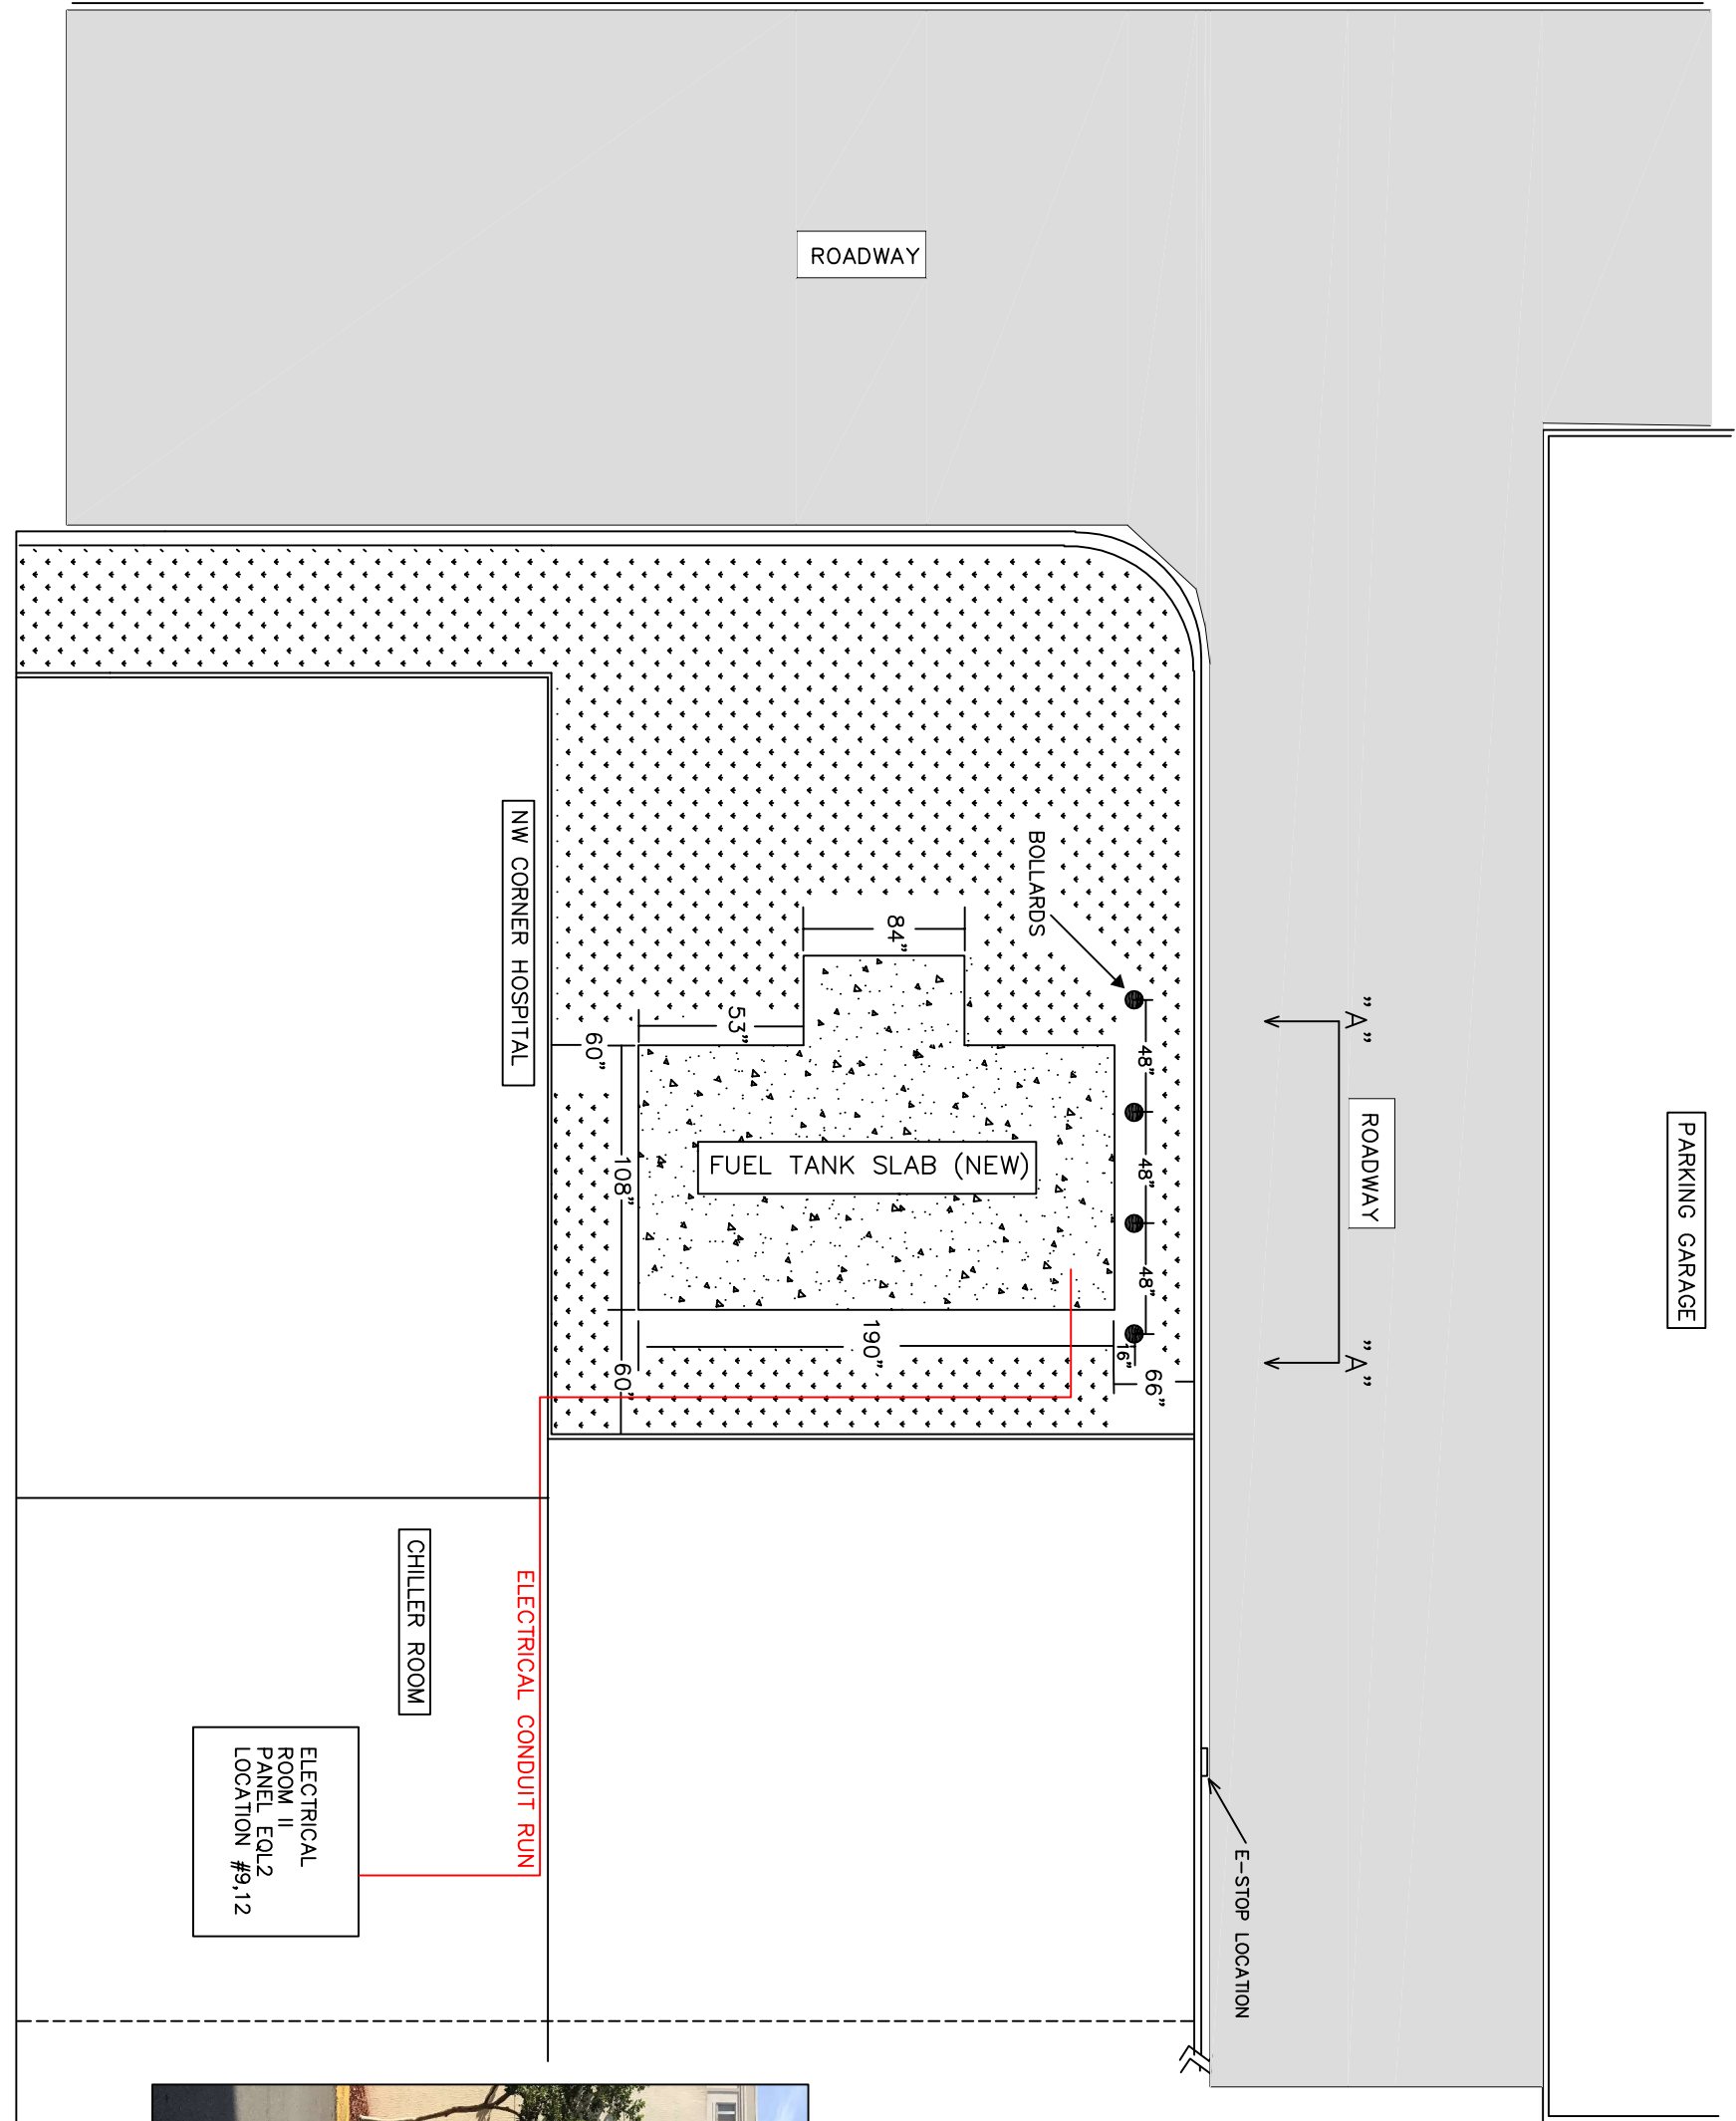 ROADWAY
PARKING GARAGE
ROADWAY
"A"
"A"
BOLLARDS
NW CORNER HOSPITAL
84"
53"
60"
48"
48"
48"
FUEL TANK SLAB (NEW)
108"
190"
16"
66"
60"
ELECTRICAL CONDUIT RUN
CHILLER ROOM
ELECTRICAL
ROOM II
PANEL EQL2
LOCATION #9,12
E-STOP LOCATION